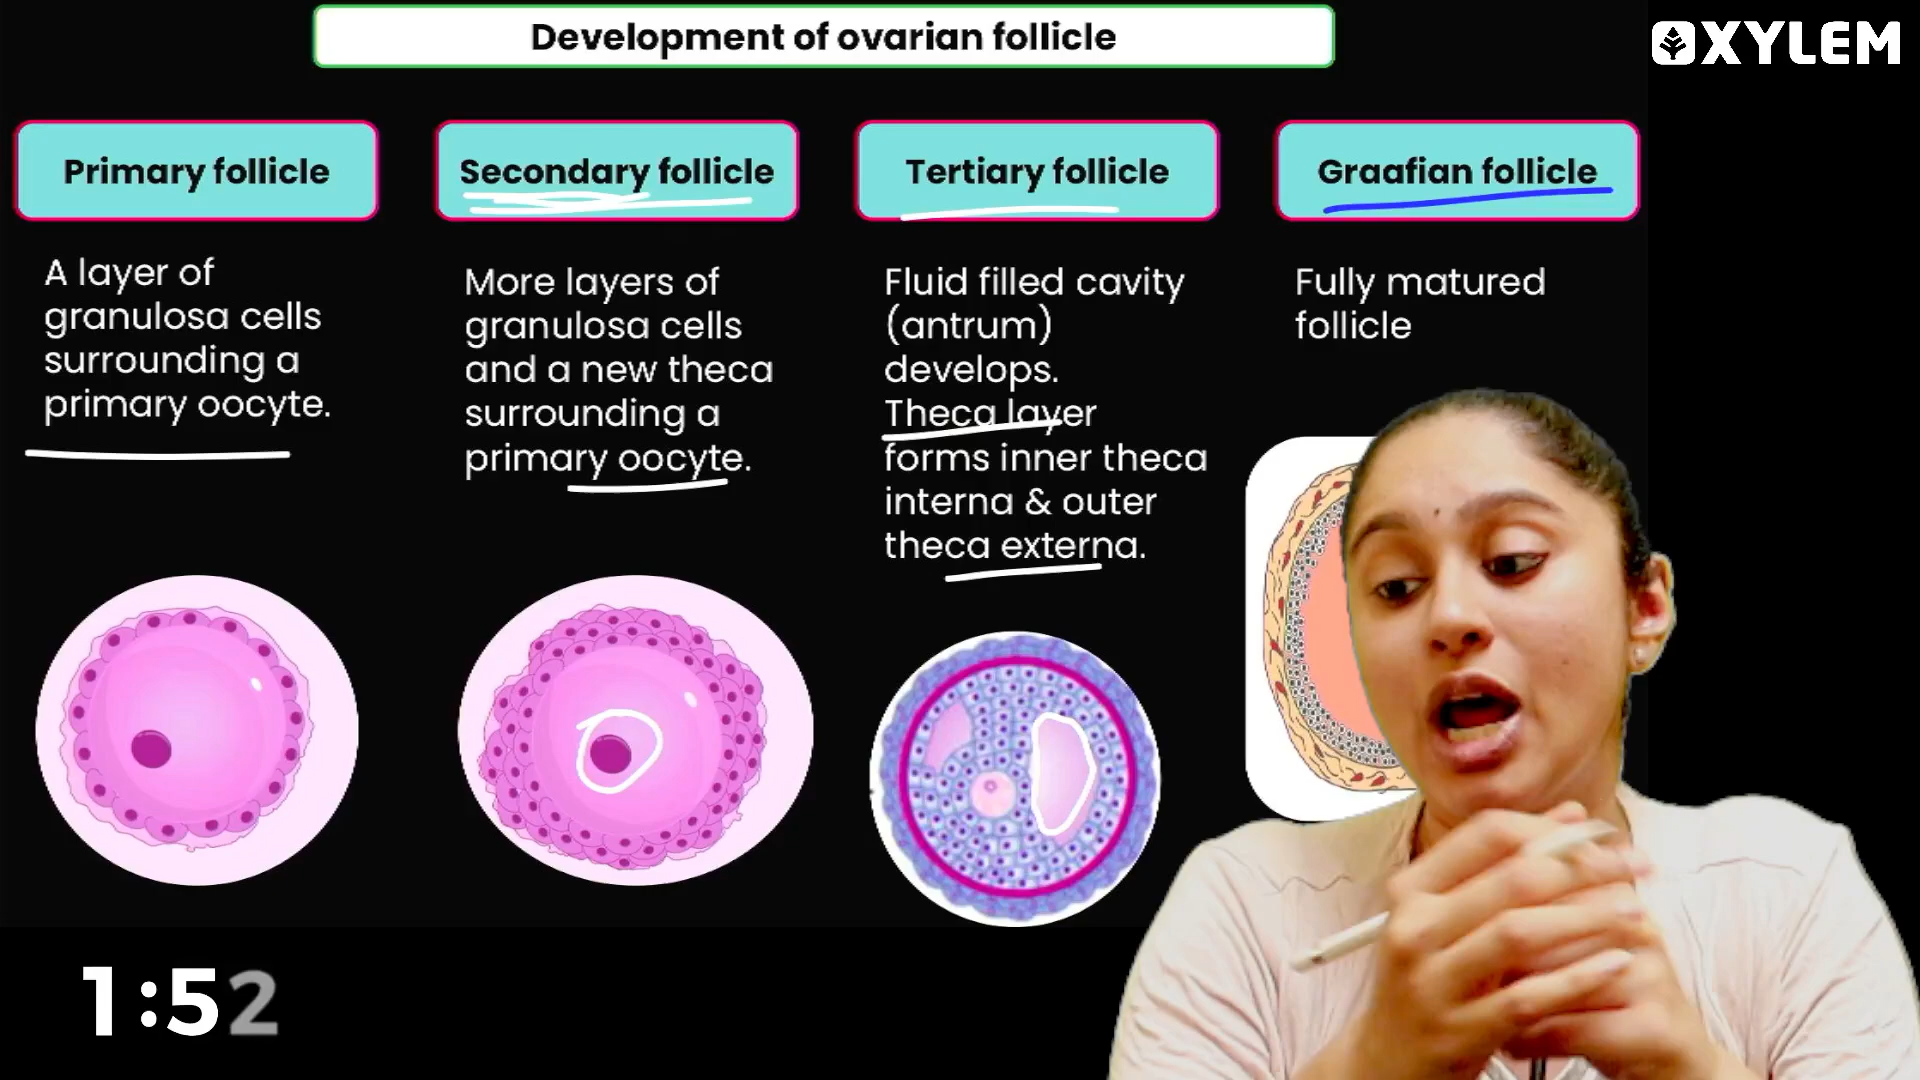 Development of ovarian follicle
XYLEM
Primary follicle
A layer of
granulosa cells
surrounding a
primary oocyte.
Secondary follicle
More layers of
granulosa cells
and a new theca
surrounding a
primary oocyte.
Tertiary follicle
Fluid filled cavity
(antrum)
develops.
Theca layer
forms inner theca
interna & outer
theca externa.
Graafian follicle
Fully matured
follicle
1:52